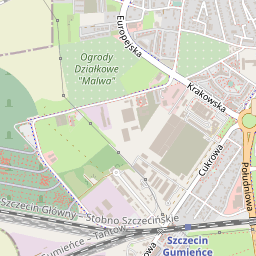 Europejska
Ogrody
Działkowe
"Malwa"
Krakowska
Cukrowa
Południowa
Szczecin Główny – Stobno Szczecińskie
Gumieńce – Tantow
Szczecin
Gumieńce